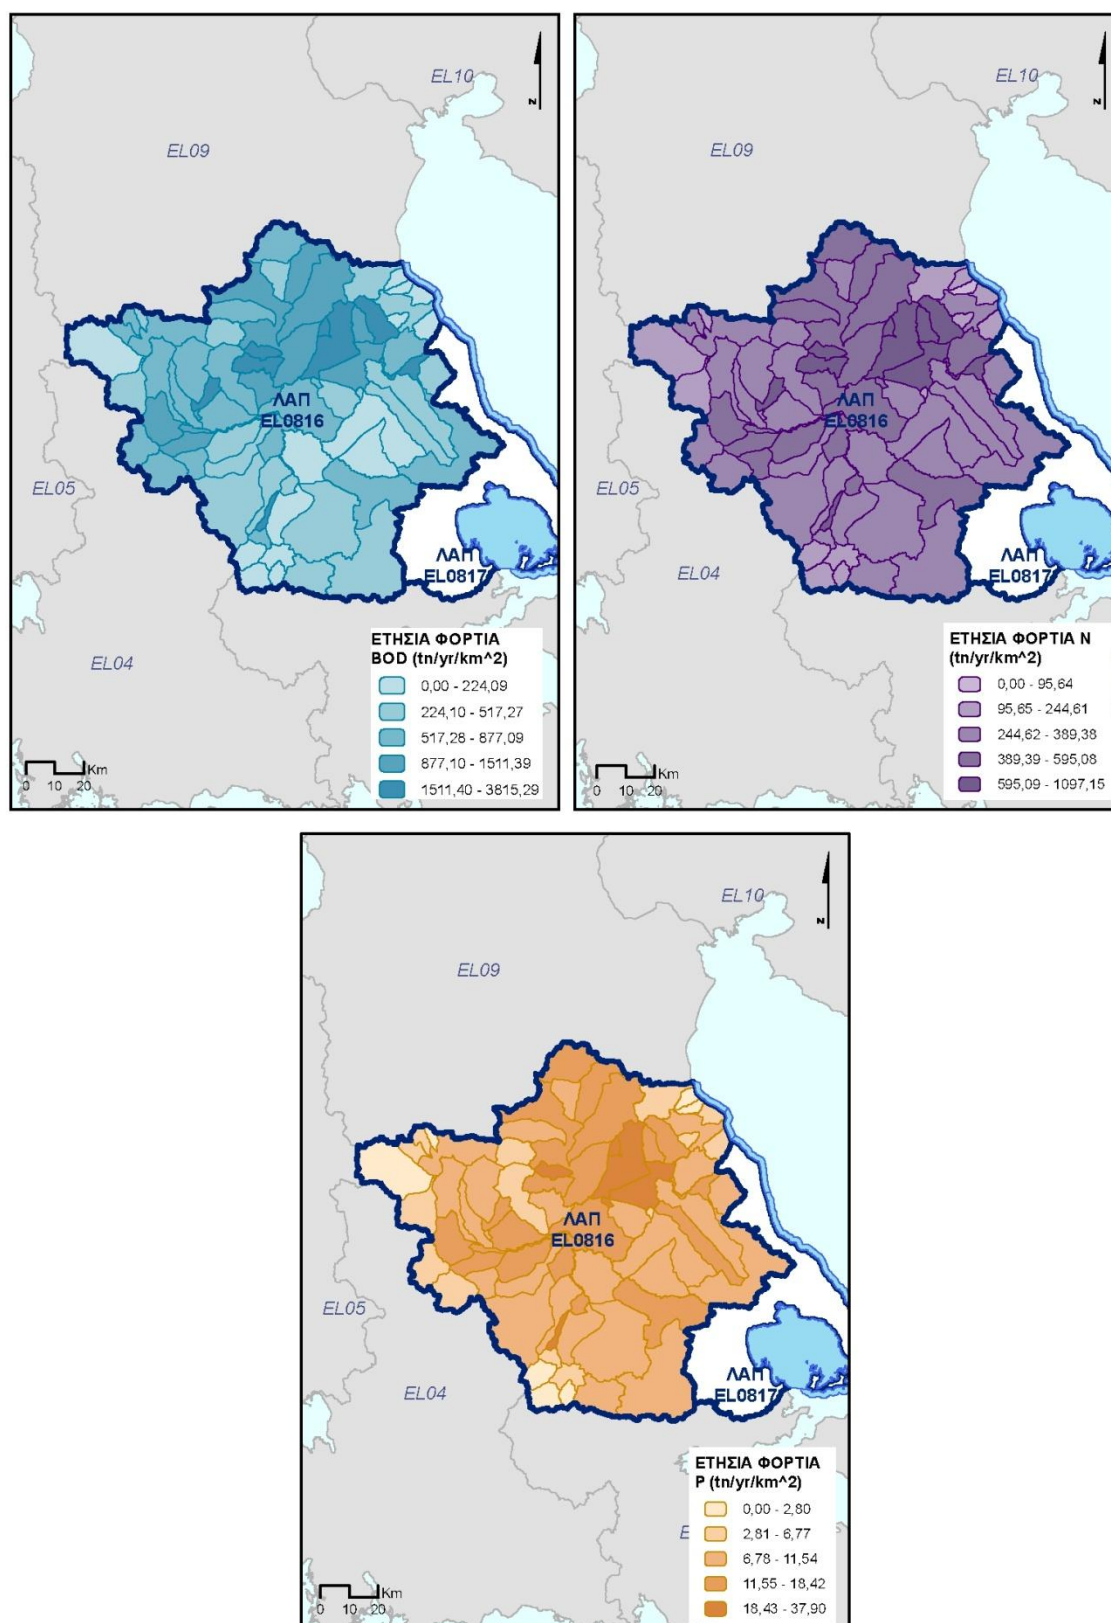 EL10
N
EL09
ΛΑΠ
EL0816
EL05
ΛΑΠ
EL0817
EL04
ΕΤΗΣΙΑ ΦΟΡΤΙΑ
BOD (tn/yr/km^2)
0,00 - 224,09
224,10 - 517,27
517,28 - 877,09
877,10 - 1511,39
1511,40 - 3815,29
Km
0 10 20
EL10
N
EL09
ΛΑΠ
EL0816
EL05
ΛΑΠ
EL0817
EL04
ΕΤΗΣΙΑ ΦΟΡΤΙΑ N
(tn/yr/km^2)
0,00 - 95,64
95,65 - 244,61
244,62 - 389,38
389,39 - 595,08
595,09 - 1097,15
Km
0 10 20
EL10
N
EL09
ΛΑΠ
EL0816
EL05
ΛΑΠ
EL0817
EL04
ΕΤΗΣΙΑ ΦΟΡΤΙΑ
P (tn/yr/km^2)
0,00 - 2,80
2,81 - 6,77
6,78 - 11,54
11,55 - 18,42
18,43 - 37,90
Km
0 10 20